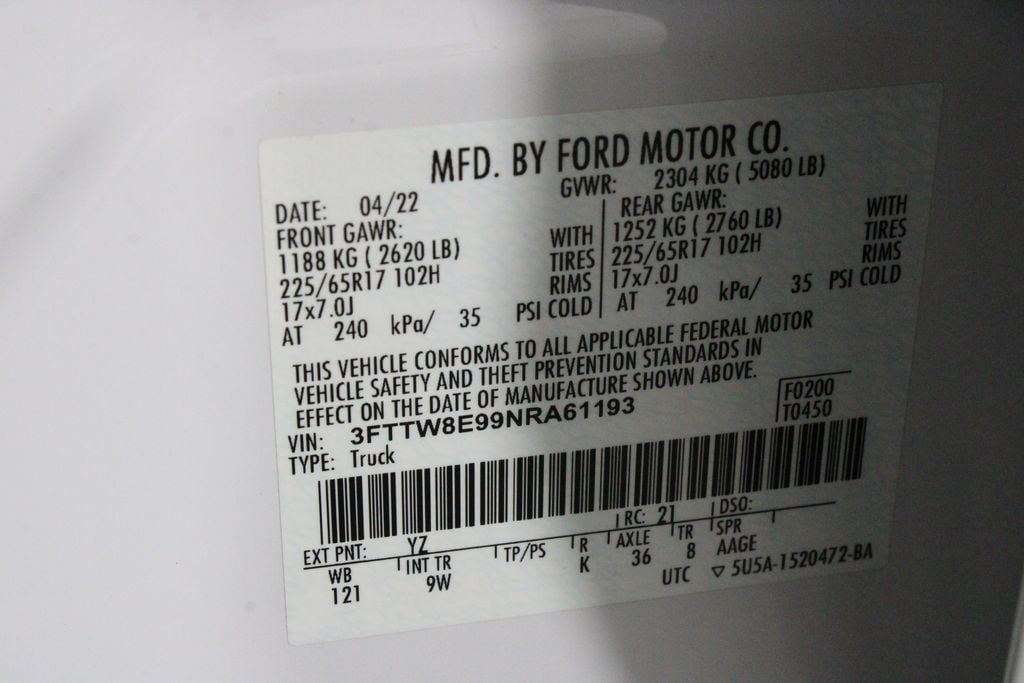 MFD. BY FORD MOTOR CO.
DATE: 04/22 GVWR: 2304 KG ( 5080 LB)
FRONT GAWR: REAR GAWR:
1188 KG ( 2620 LB) WITH 1252 KG ( 2760 LB) WITH
225/65R17 102H TIRES 225/65R17 102H TIRES
17x7.0J RIMS 17x7.0J RIMS
AT 240 kPa/ 35 PSI COLD AT 240 kPa/ 35 PSI COLD
THIS VEHICLE CONFORMS TO ALL APPLICABLE FEDERAL MOTOR
VEHICLE SAFETY AND THEFT PREVENTION STANDARDS IN
EFFECT ON THE DATE OF MANUFACTURE SHOWN ABOVE.
VIN: 3FTTW8E99NRA61193 F0200
TYPE: Truck T0450
EXT PNT: YZ RC: 21 DSO:
WB INT TR TP/PS R AXLE TR SPR
121 9W K 36 8 AAGE
UTC ▽ 5U5A-1520472-BA